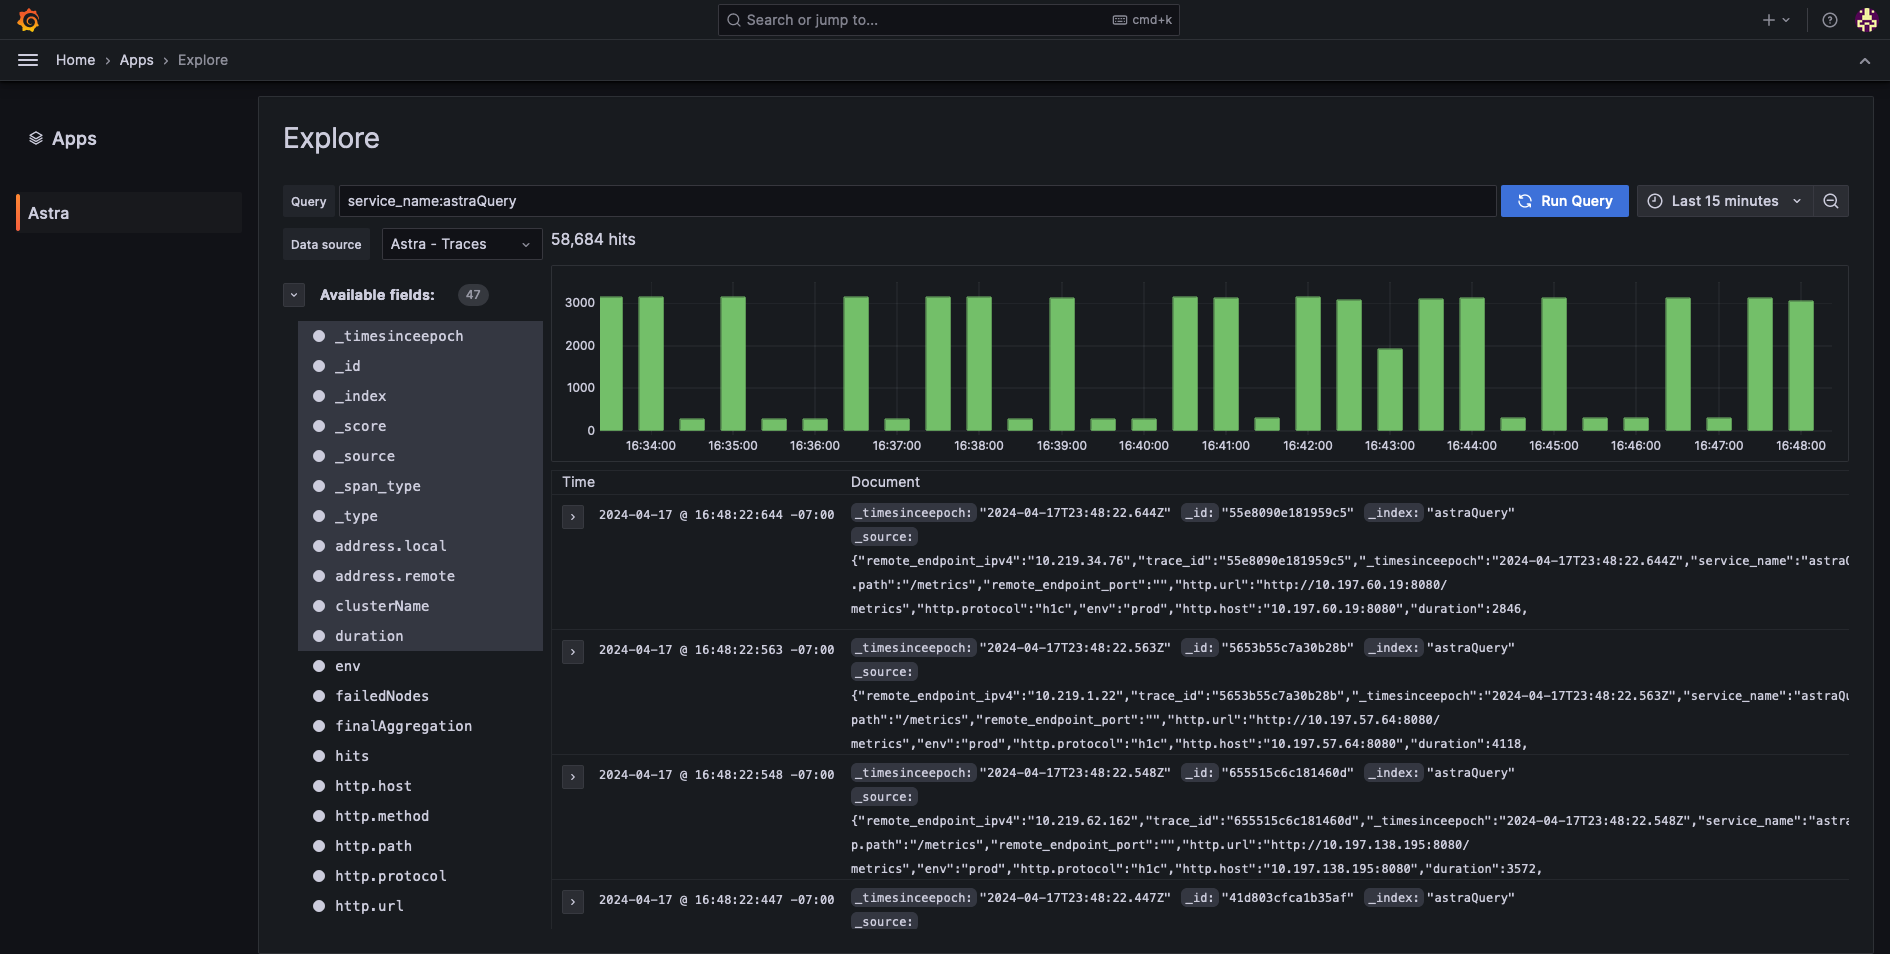 Search or jump to...
cmd+k
Home › Apps › Explore
Apps
Astra
Explore
Query
service_name:astraQuery
Run Query
Last 15 minutes
Data source
Astra - Traces
58,684 hits
Available fields:
47
_timesinceepoch
_id
_index
_score
_source
_span_type
_type
address.local
address.remote
clusterName
duration
env
failedNodes
finalAggregation
hits
http.host
http.method
http.path
http.protocol
http.url
3000
2000
1000
0
16:34:00 16:35:00 16:36:00 16:37:00 16:38:00 16:39:00 16:40:00 16:41:00 16:42:00 16:43:00 16:44:00 16:45:00 16:46:00 16:47:00 16:48:00
Time Document
2024-04-17 @ 16:48:22:644 -07:00
_timesinceepoch: "2024-04-17T23:48:22.644Z" _id: "55e8090e181959c5" _index: "astraQuery"
_source:
{"remote_endpoint_ipv4":"10.219.34.76","trace_id":"55e8090e181959c5","_timesinceepoch":"2024-04-17T23:48:22.644Z","service_name":"astraQ
.path":"/metrics","remote_endpoint_port":"","http.url":"http://10.197.60.19:8080/
metrics","http.protocol":"h1c","env":"prod","http.host":"10.197.60.19:8080","duration":2846,
2024-04-17 @ 16:48:22:563 -07:00
_timesinceepoch: "2024-04-17T23:48:22.563Z" _id: "5653b55c7a30b28b" _index: "astraQuery"
_source:
{"remote_endpoint_ipv4":"10.219.1.22","trace_id":"5653b55c7a30b28b","_timesinceepoch":"2024-04-17T23:48:22.563Z","service_name":"astraQu
path":"/metrics","remote_endpoint_port":"","http.url":"http://10.197.57.64:8080/
metrics","env":"prod","http.protocol":"h1c","http.host":"10.197.57.64:8080","duration":4118,
2024-04-17 @ 16:48:22:548 -07:00
_timesinceepoch: "2024-04-17T23:48:22.548Z" _id: "655515c6c181460d" _index: "astraQuery"
_source:
{"remote_endpoint_ipv4":"10.219.62.162","trace_id":"655515c6c181460d","_timesinceepoch":"2024-04-17T23:48:22.548Z","service_name":"astra
p.path":"/metrics","remote_endpoint_port":"","http.url":"http://10.197.138.195:8080/
metrics","env":"prod","http.protocol":"h1c","http.host":"10.197.138.195:8080","duration":3572,
2024-04-17 @ 16:48:22:447 -07:00
_timesinceepoch: "2024-04-17T23:48:22.447Z" _id: "41d803cfca1b35af" _index: "astraQuery"
_source: